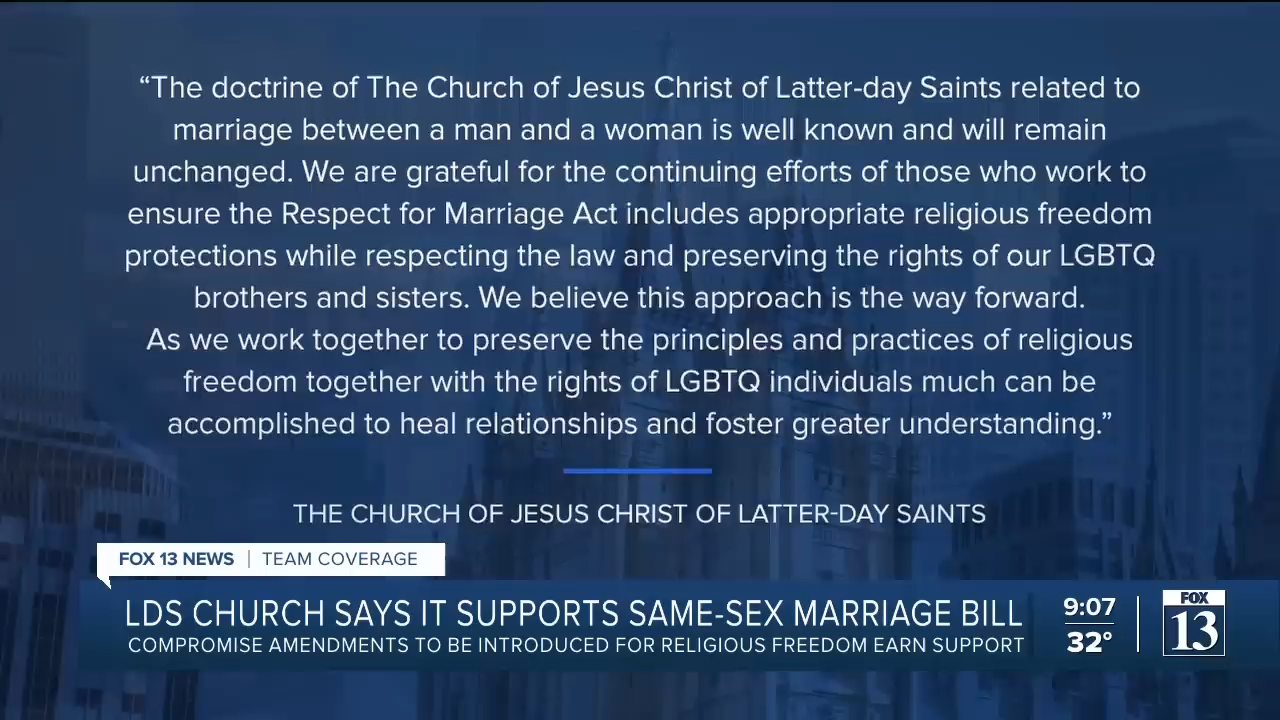 “The doctrine of The Church of Jesus Christ of Latter-day Saints related to
marriage between a man and a woman is well known and will remain
unchanged. We are grateful for the continuing efforts of those who work to
ensure the Respect for Marriage Act includes appropriate religious freedom
protections while respecting the law and preserving the rights of our LGBTQ
brothers and sisters. We believe this approach is the way forward.
As we work together to preserve the principles and practices of religious
freedom together with the rights of LGBTQ individuals much can be
accomplished to heal relationships and foster greater understanding.”
THE CHURCH OF JESUS CHRIST OF LATTER-DAY SAINTS
FOX 13 NEWS | TEAM COVERAGE
LDS CHURCH SAYS IT SUPPORTS SAME-SEX MARRIAGE BILL
COMPROMISE AMENDMENTS TO BE INTRODUCED FOR RELIGIOUS FREEDOM EARN SUPPORT
9:07
32°
FOX
13